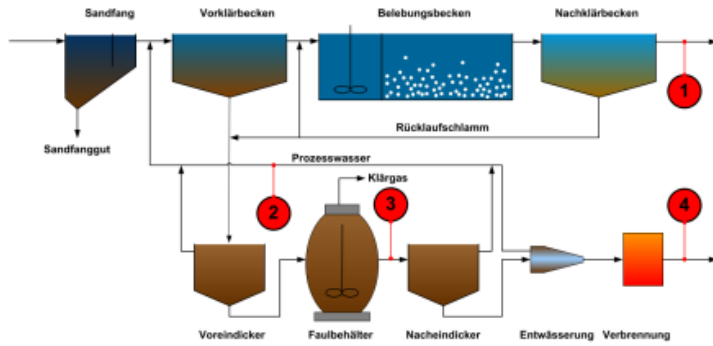 Sandfang
Vorklärbecken
Belebungsbecken
Nachklärbecken
1
Sandfanggut
Rücklaufschlamm
Prozesswasser
Klärgas
2
3
4
Voreindicker
Faulbehälter
Nacheindicker
Entwässerung
Verbrennung